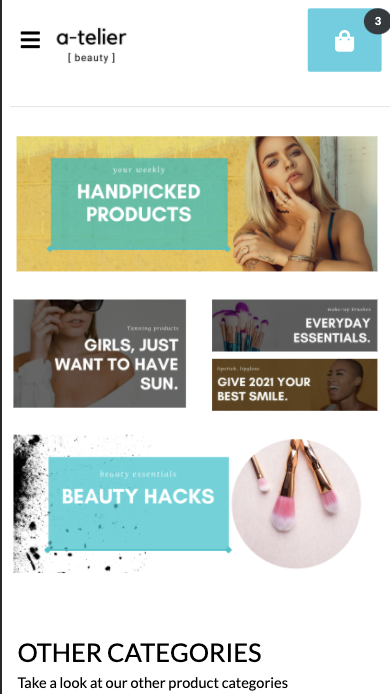 a-telier
[ beauty ]
3
your weekly
HANDPICKED
PRODUCTS
Tanning products
GIRLS, JUST
WANT TO HAVE
SUN.
make-up brushes
EVERYDAY
ESSENTIALS.
lipstick, lipgloss
GIVE 2021 YOUR
BEST SMILE.
beauty essentials
BEAUTY HACKS
OTHER CATEGORIES
Take a look at our other product categories